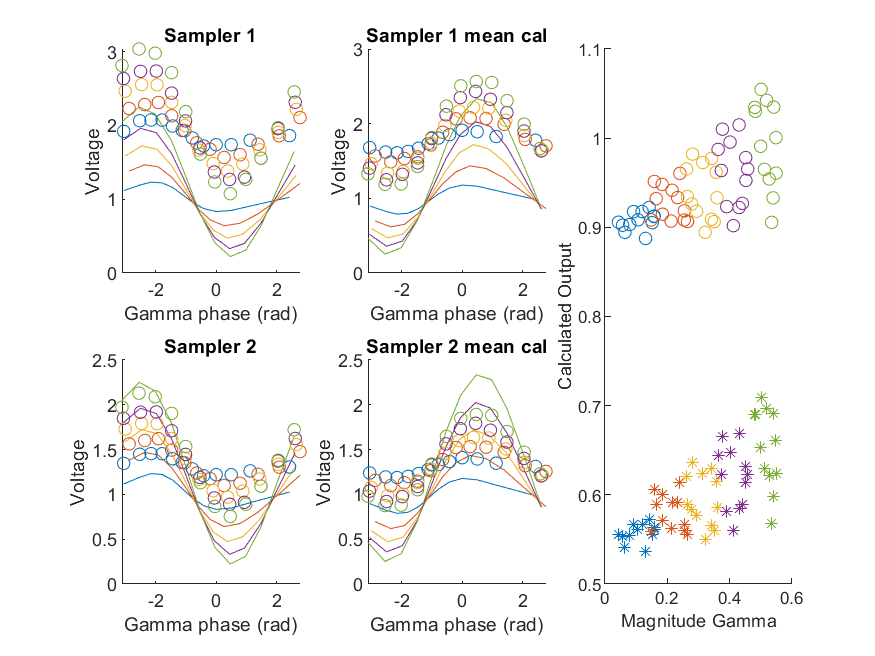 Sampler 1
3
2
1
0
Voltage
-2 0 2
Gamma phase (rad)
Sampler 1 mean cal
3
2
1
0
Voltage
-2 0 2
Gamma phase (rad)
Sampler 2
2.5
2
1.5
1
0.5
0
Voltage
-2 0 2
Gamma phase (rad)
Sampler 2 mean cal
2.5
2
1.5
1
0.5
0
Voltage
-2 0 2
Gamma phase (rad)
1.1
1
0.9
0.8
0.7
0.6
0.5
Calculated Output
0 0.2 0.4 0.6
Magnitude Gamma